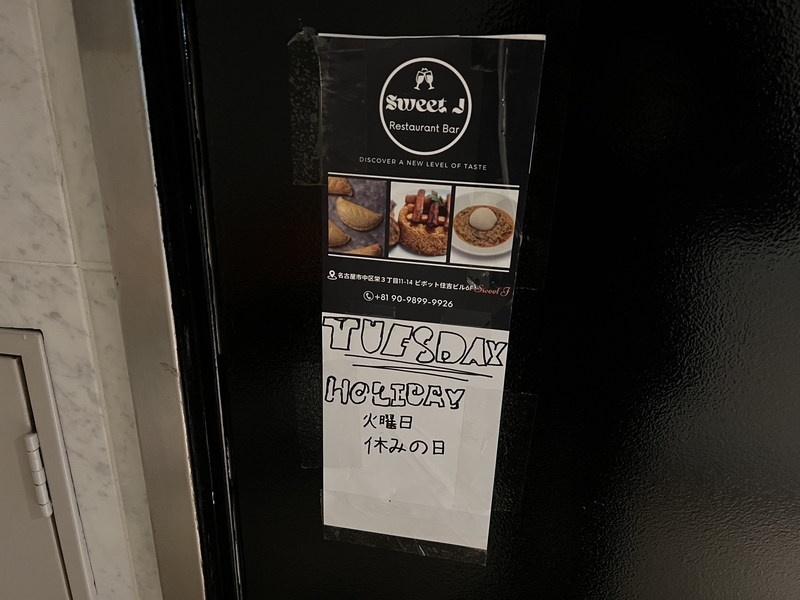 Sweet J
Restaurant Bar
DISCOVER A NEW LEVEL OF TASTE
名古屋市中区栄3丁目11-14 ピボット住吉ビル6F Sweet J
+81 90-9899-9926
TUESDAY
HOLIDAY
火曜日
休みの日